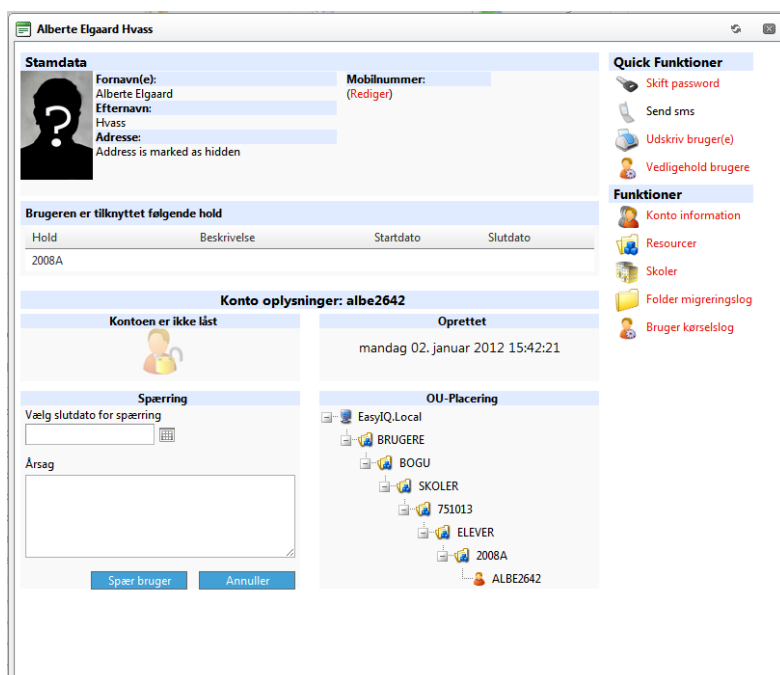 Alberte Elgaard Hvass
Stamdata
Fornavn(e):
Alberte Elgaard
Efternavn:
Hvass
Adresse:
Address is marked as hidden
Mobilnummer:
(Rediger)
Brugeren er tilknyttet følgende hold
Hold Beskrivelse Startdato Slutdato
2008A
Konto oplysninger: albe2642
Kontoen er ikke låst
Oprettet
mandag 02. januar 2012 15:42:21
Spærring
Vælg slutdato for spærring
Årsag
Spær bruger Annuller
OU-Placering
EasyIQ.Local
BRUGERE
BOGU
SKOLER
751013
ELEVER
2008A
ALBE2642
Quick Funktioner
Skift password
Send sms
Udskriv bruger(e)
Vedligehold brugere
Funktioner
Konto information
Resourcer
Skoler
Folder migreringslog
Bruger kørselslog